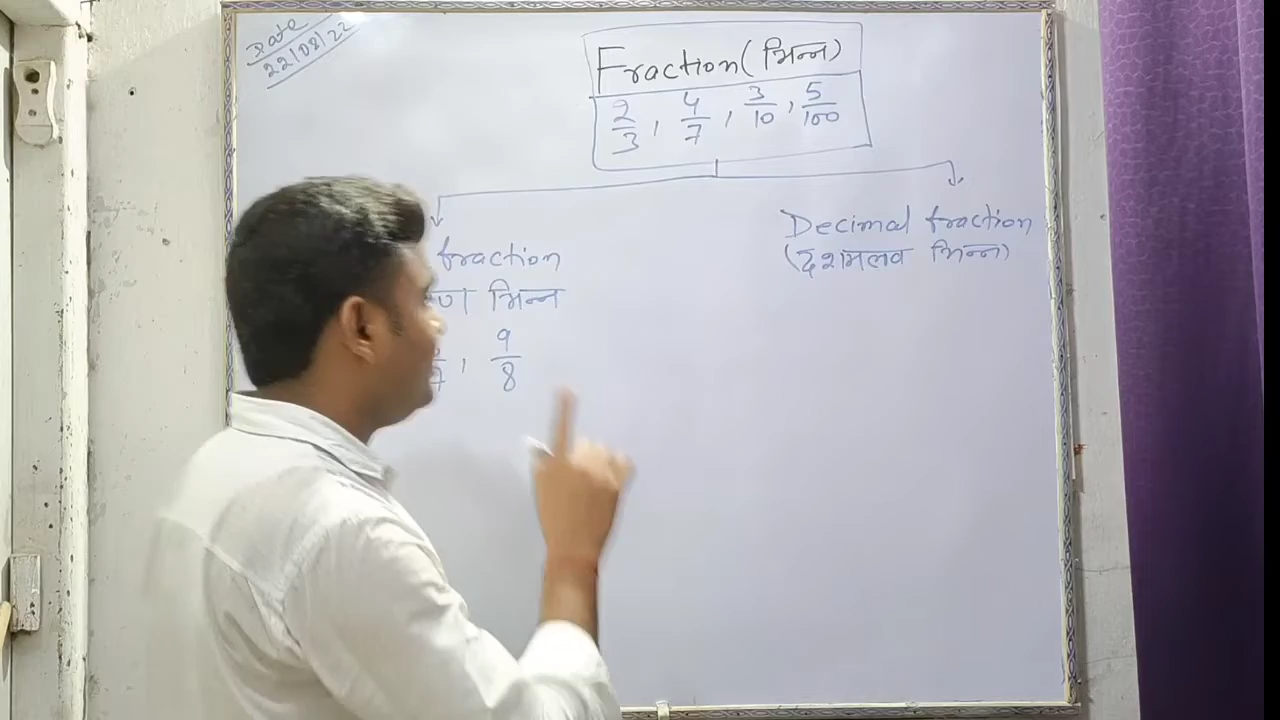 Date
22/08/22
Fraction (भिन्न)
2/3, 4/7, 3/10, 5/100
fraction
भिन्न
9/8
Decimal fraction
(दशमलव भिन्न)